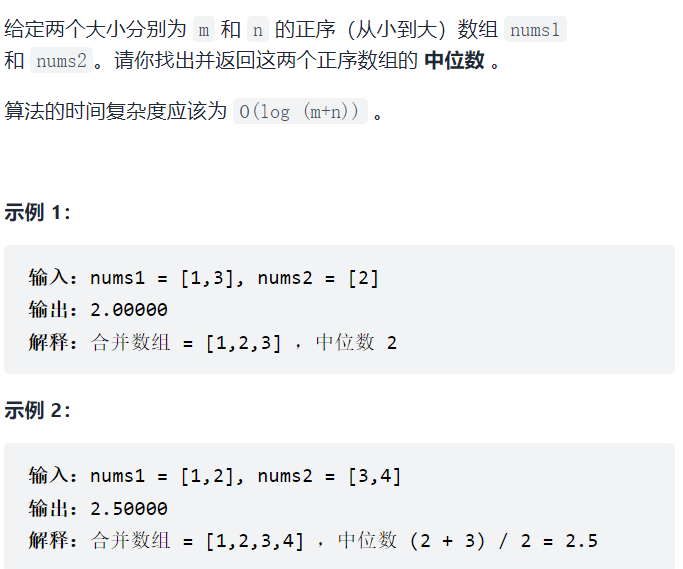 给定两个大小分别为 m 和 n 的正序（从小到大）数组 nums1
和 nums2。请你找出并返回这两个正序数组的 中位数 。
算法的时间复杂度应该为 O(log (m+n)) 。
示例 1：
输入：nums1 = [1,3], nums2 = [2]
输出：2.00000
解释：合并数组 = [1,2,3] ，中位数 2
示例 2：
输入：nums1 = [1,2], nums2 = [3,4]
输出：2.50000
解释：合并数组 = [1,2,3,4] ，中位数 (2 + 3) / 2 = 2.5